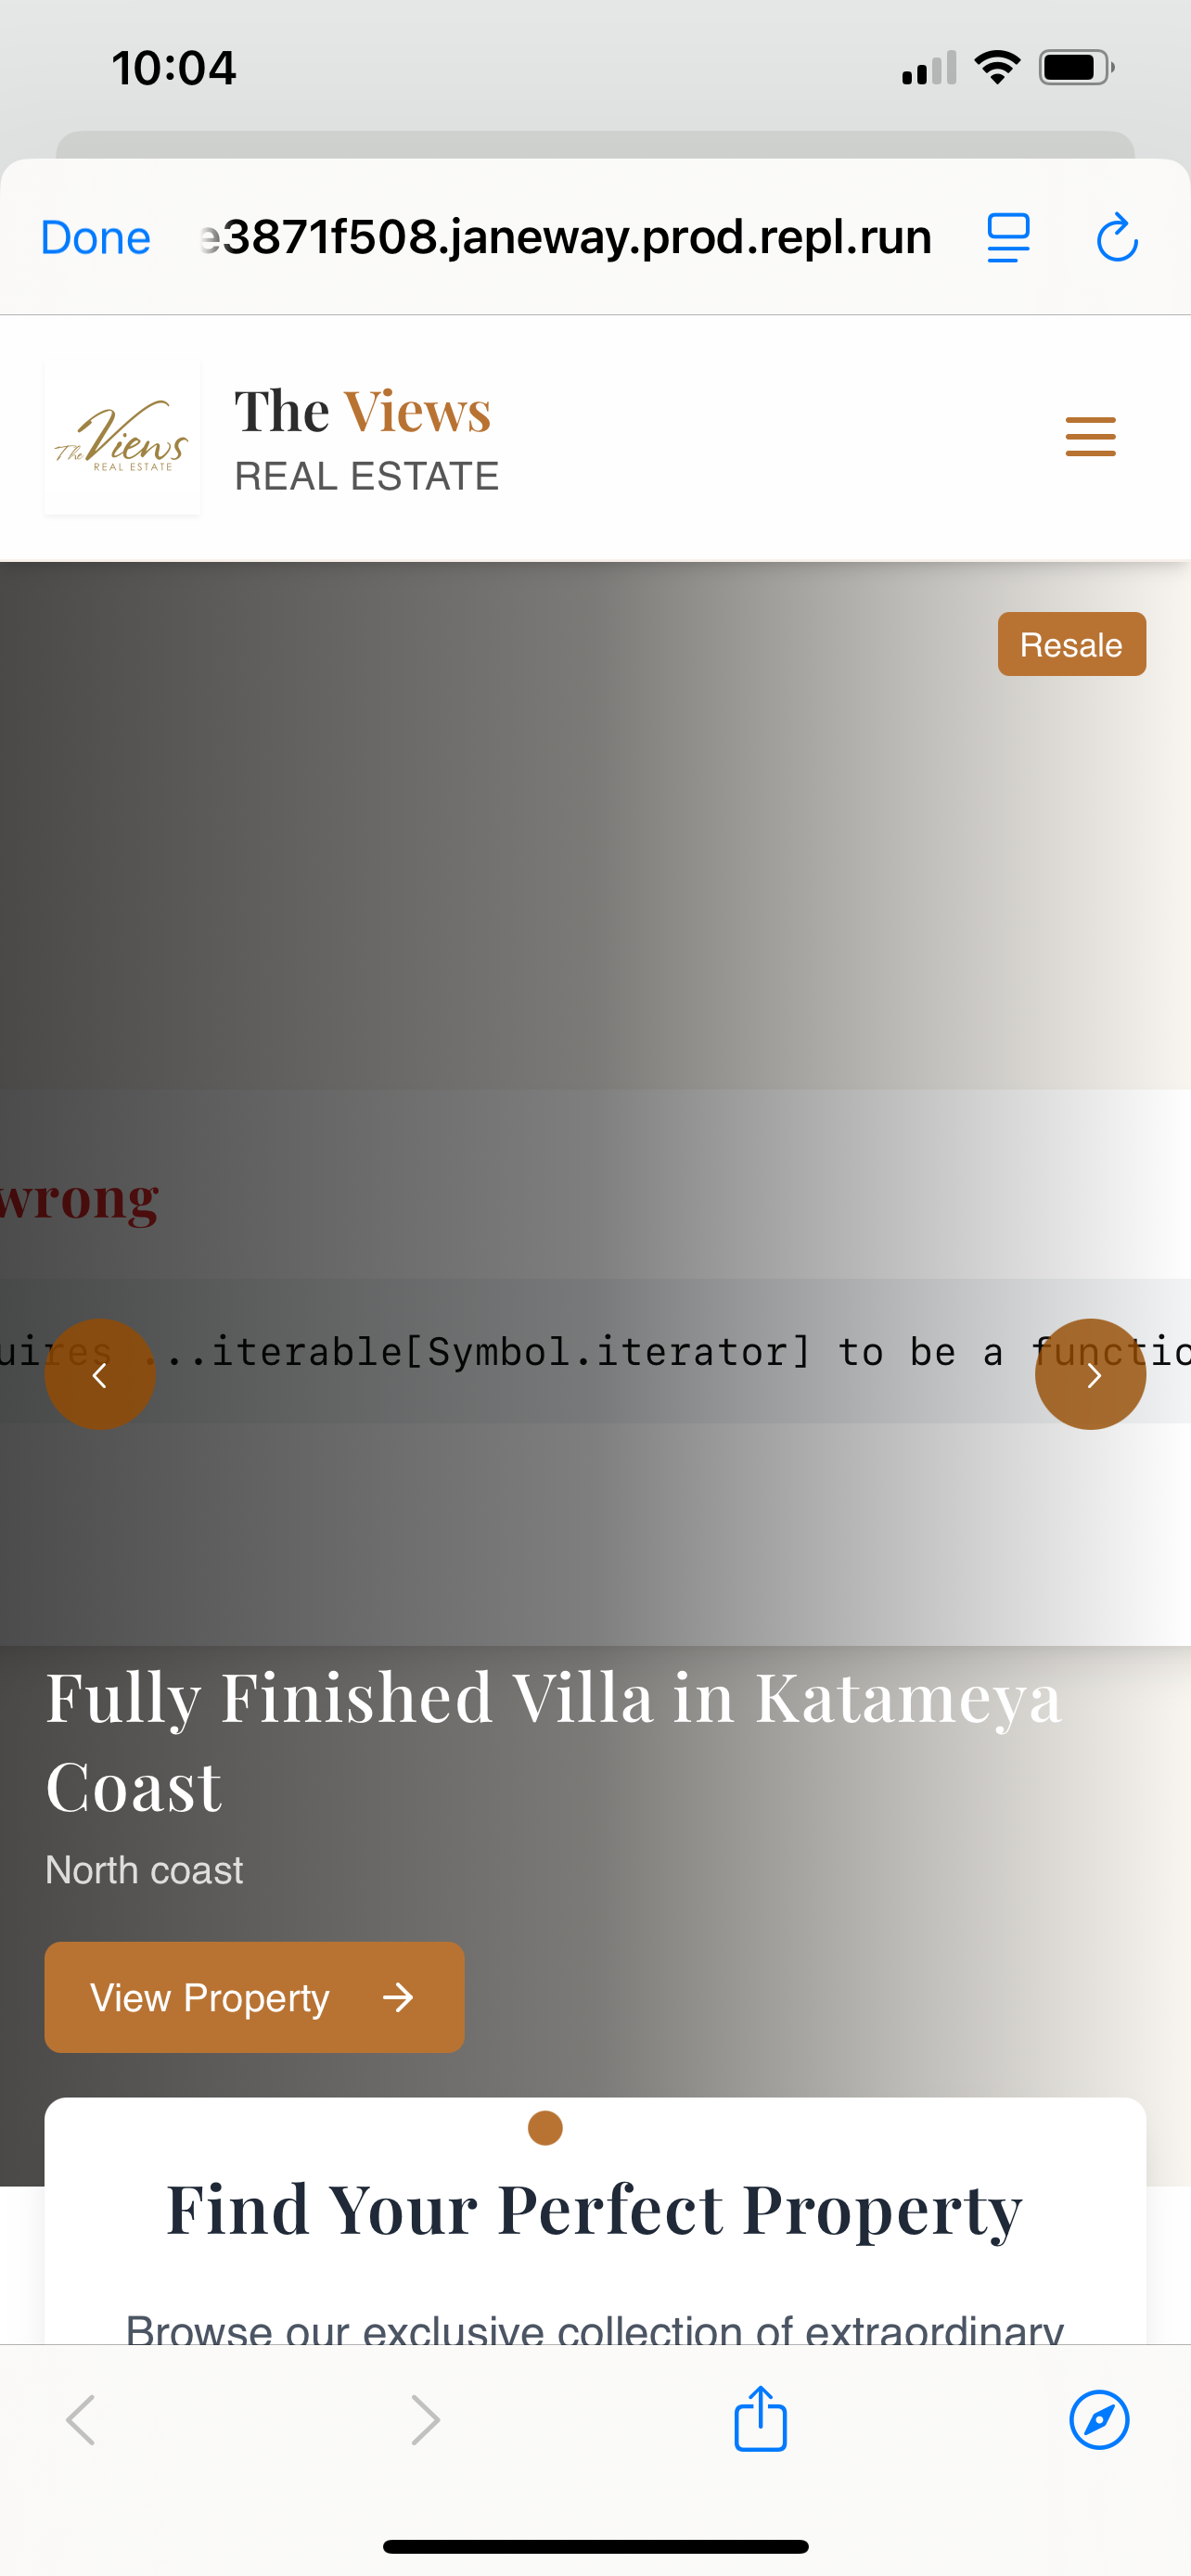 10:04
Done
e3871f508.janeway.prod.repl.run
The Views
REAL ESTATE
The Views
REAL ESTATE
Resale
wrong
uires ...iterable[Symbol.iterator] to be a functio
Fully Finished Villa in Katameya
Coast
North coast
View Property →
Find Your Perfect Property
Browse our exclusive collection of extraordinary